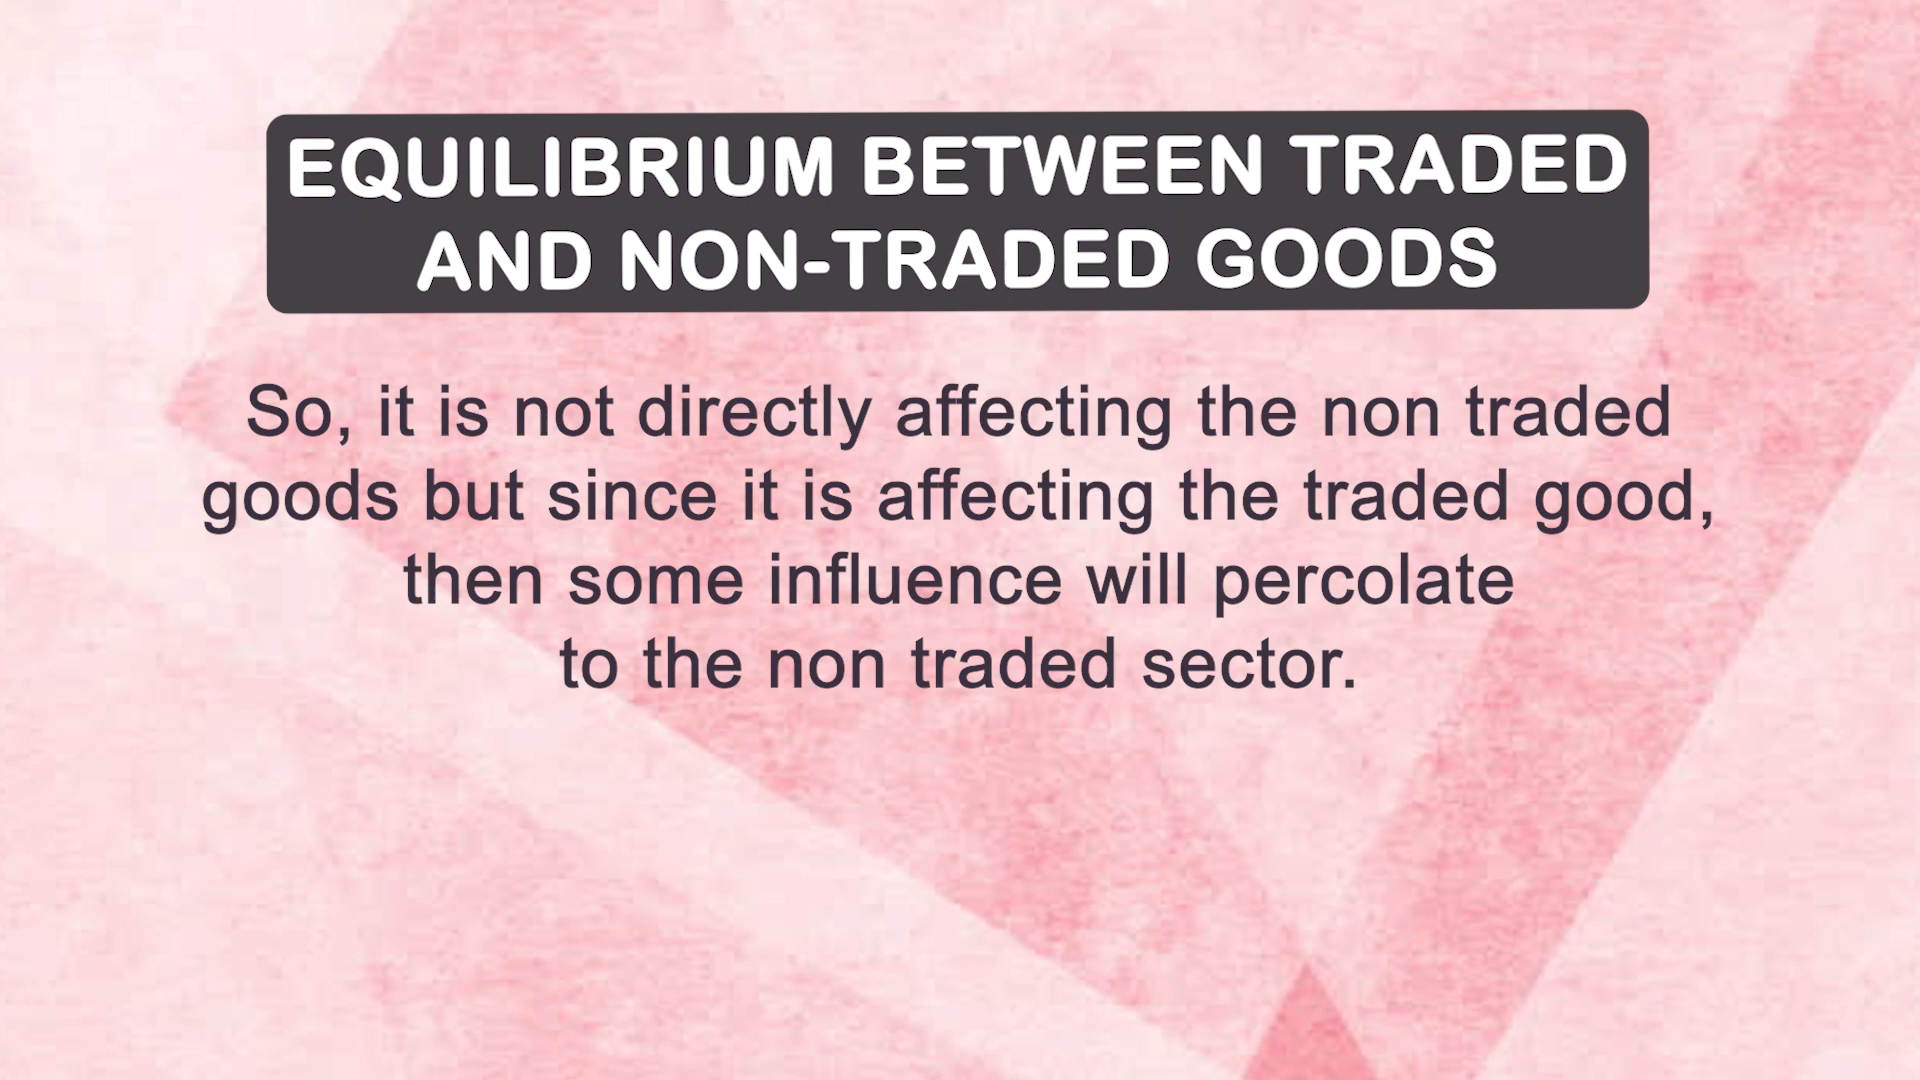 EQUILIBRIUM BETWEEN TRADED
AND NON-TRADED GOODS
So, it is not directly affecting the non traded
goods but since it is affecting the traded good,
then some influence will percolate
to the non traded sector.